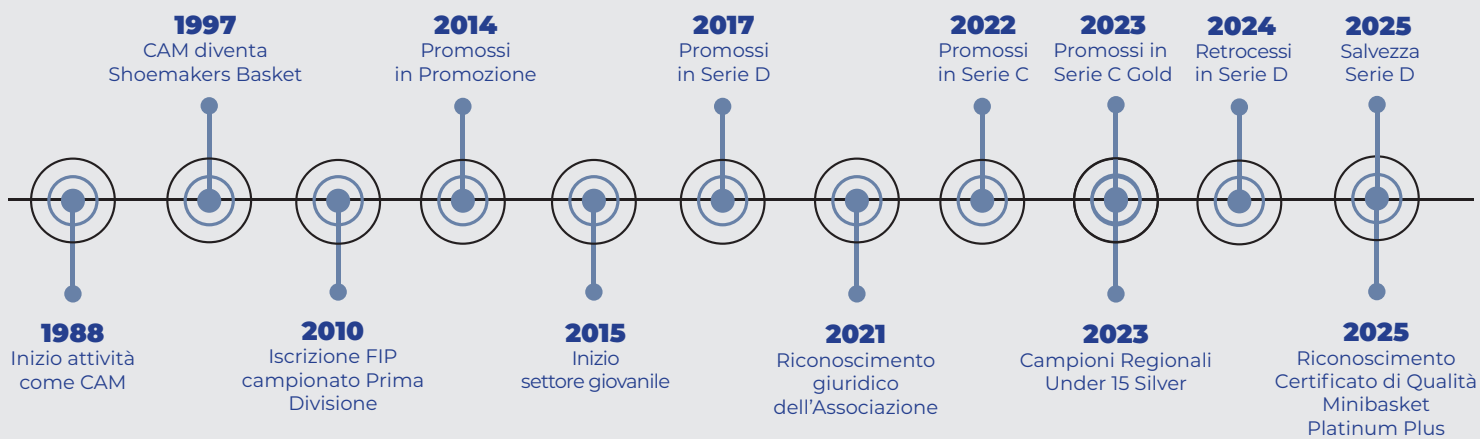 1997
CAM diventa
Shoemakers Basket
2014
Promossi
in Promozione
2017
Promossi
in Serie D
2022
Promossi
in Serie C
2023
Promossi in
Serie C Gold
2024
Retrocessi
in Serie D
2025
Salvezza
Serie D
1988
Inizio attività
come CAM
2010
Iscrizione FIP
campionato Prima
Divisione
2015
Inizio
settore giovanile
2021
Riconoscimento
giuridico
dell’Associazione
2023
Campioni Regionali
Under 15 Silver
2025
Riconoscimento
Certificato di Qualità
Minibasket
Platinum Plus